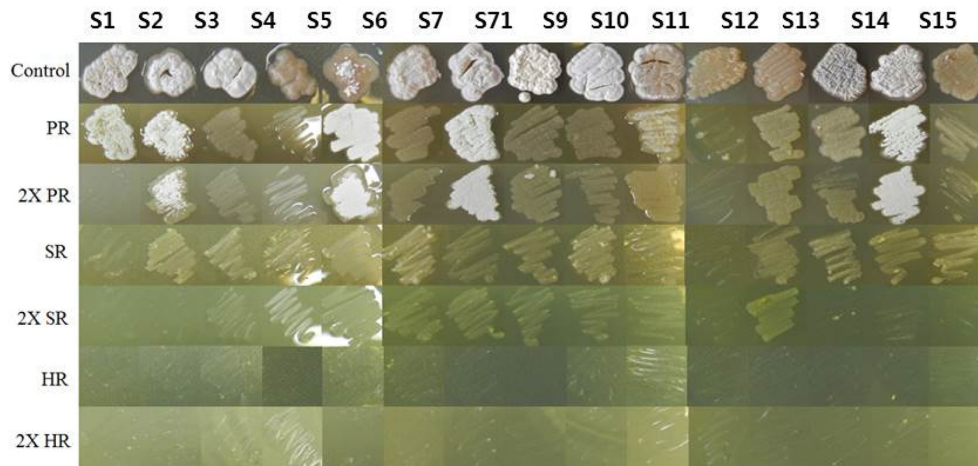 S1 S2 S3 S4 S5 S6 S7 S71 S9 S10 S11 S12 S13 S14 S15
Control
PR
2X PR
SR
2X SR
HR
2X HR